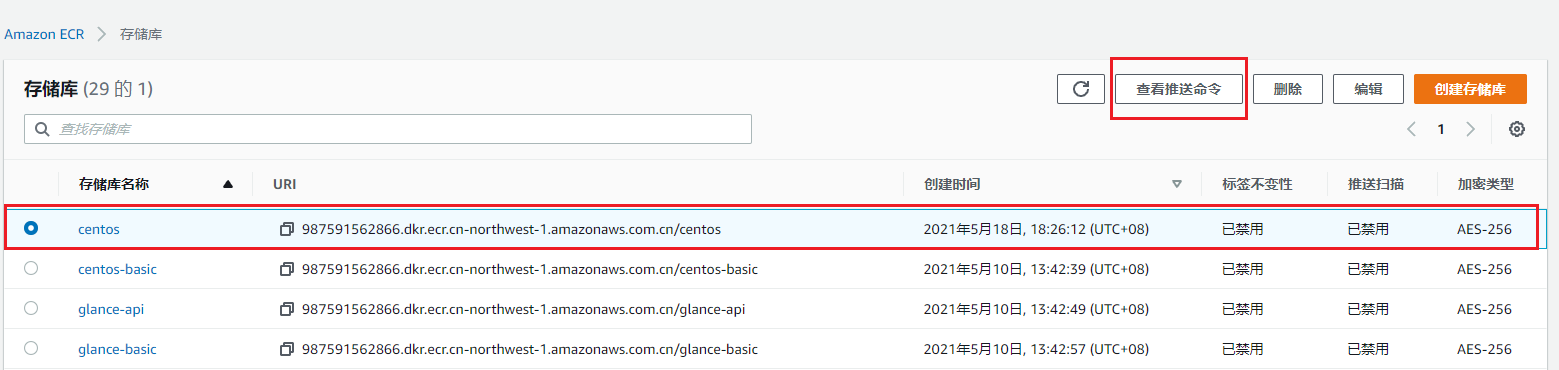 Amazon ECR > 存储库
存储库 (29 的 1)
查看推送命令 删除 编辑 创建存储库
查找存储库
1
存储库名称 URI 创建时间 标签不变性 推送扫描 加密类型
centos 987591562866.dkr.ecr.cn-northwest-1.amazonaws.com.cn/centos 2021年5月18日, 18:26:12 (UTC+08) 已禁用 已禁用 AES-256
centos-basic 987591562866.dkr.ecr.cn-northwest-1.amazonaws.com.cn/centos-basic 2021年5月10日, 13:42:39 (UTC+08) 已禁用 已禁用 AES-256
glance-api 987591562866.dkr.ecr.cn-northwest-1.amazonaws.com.cn/glance-api 2021年5月10日, 13:42:49 (UTC+08) 已禁用 已禁用 AES-256
glance-basic 987591562866.dkr.ecr.cn-northwest-1.amazonaws.com.cn/glance-basic 2021年5月10日, 13:42:57 (UTC+08) 已禁用 已禁用 AES-256